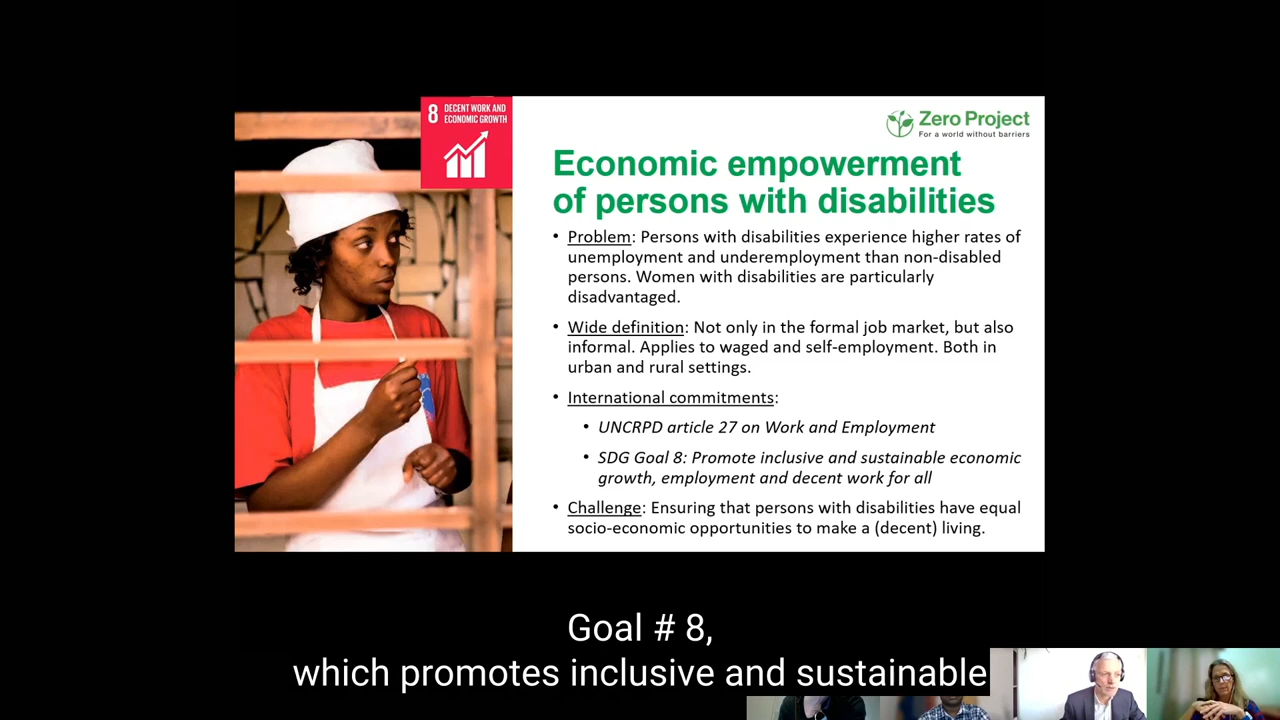 8 DECENT WORK AND
ECONOMIC GROWTH
Zero Project
For a world without barriers
Economic empowerment
of persons with disabilities
• Problem: Persons with disabilities experience higher rates of
unemployment and underemployment than non-disabled
persons. Women with disabilities are particularly
disadvantaged.
• Wide definition: Not only in the formal job market, but also
informal. Applies to waged and self-employment. Both in
urban and rural settings.
• International commitments:
• UNCRPD article 27 on Work and Employment
• SDG Goal 8: Promote inclusive and sustainable economic
growth, employment and decent work for all
• Challenge: Ensuring that persons with disabilities have equal
socio-economic opportunities to make a (decent) living.
Goal # 8,
which promotes inclusive and sustainable